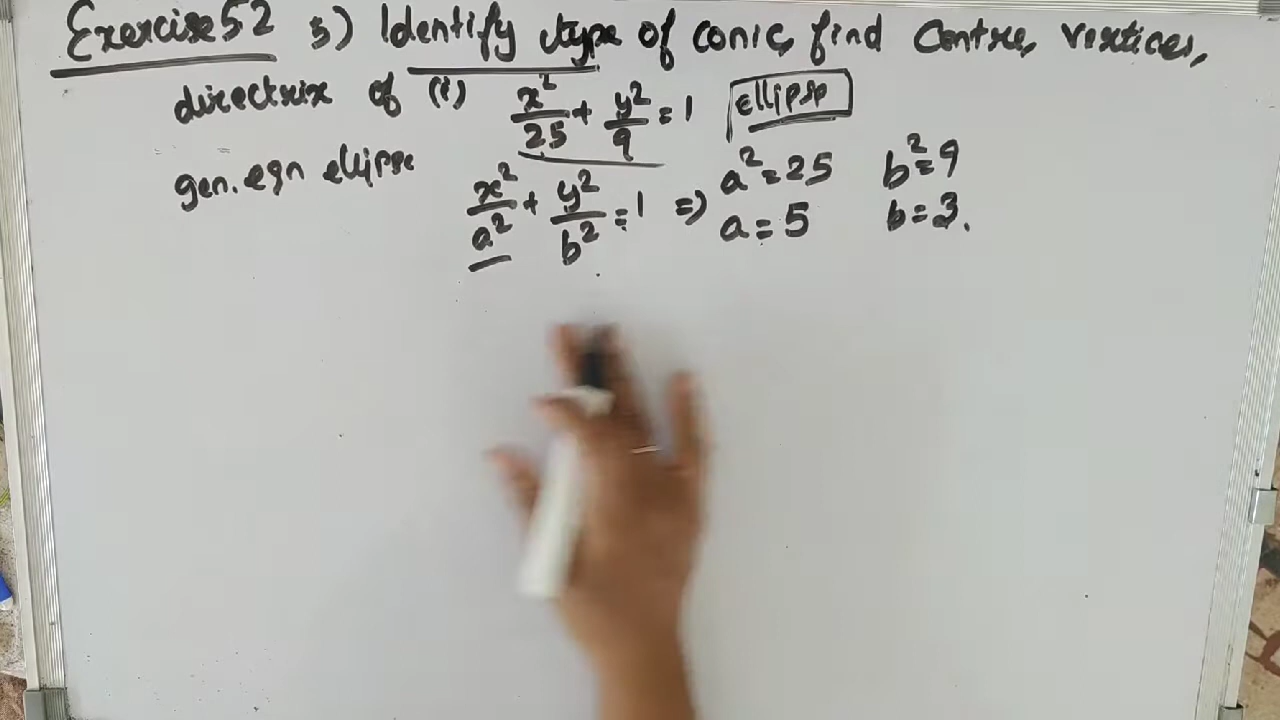 Exercise 5.2 5) Identify type of conic, find Centre, vertices,
directrix of (i) x²/25 + y²/9 = 1 ellipse
gen. eqn ellipse x²/a² + y²/b² = 1 ⇒ a² = 25 b² = 9
a = 5 b = 3.